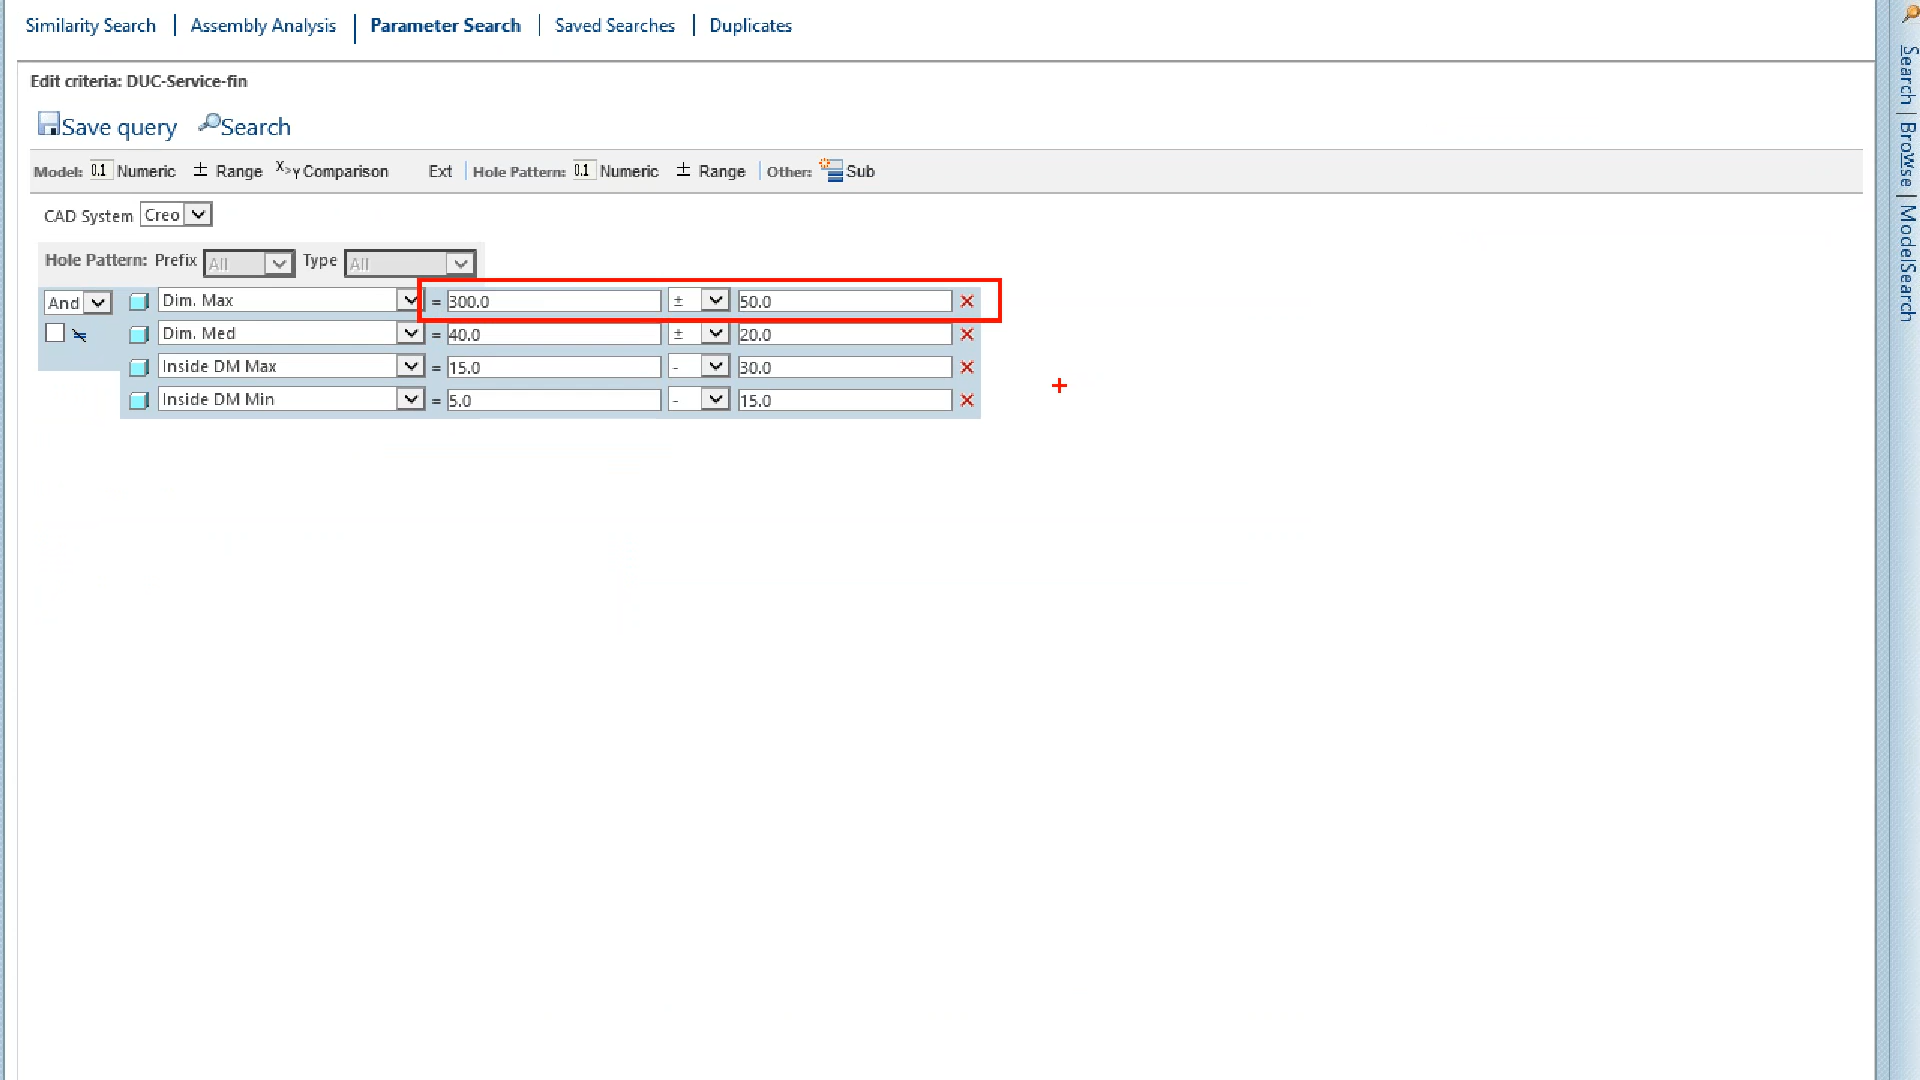 Similarity Search | Assembly Analysis | Parameter Search | Saved Searches | Duplicates
Edit criteria: DUC-Service-fin
Save query Search
Model: 0.1 Numeric ± Range X>Y Comparison Ext | Hole Pattern: 0.1 Numeric ± Range | Other: Sub
CAD System Creo
Hole Pattern: Prefix All Type All
And Dim. Max = 300.0 ± 50.0
Dim. Med = 40.0 ± 20.0
Inside DM Max = 15.0 - 30.0
Inside DM Min = 5.0 - 15.0
Search | Browse | ModelSearch